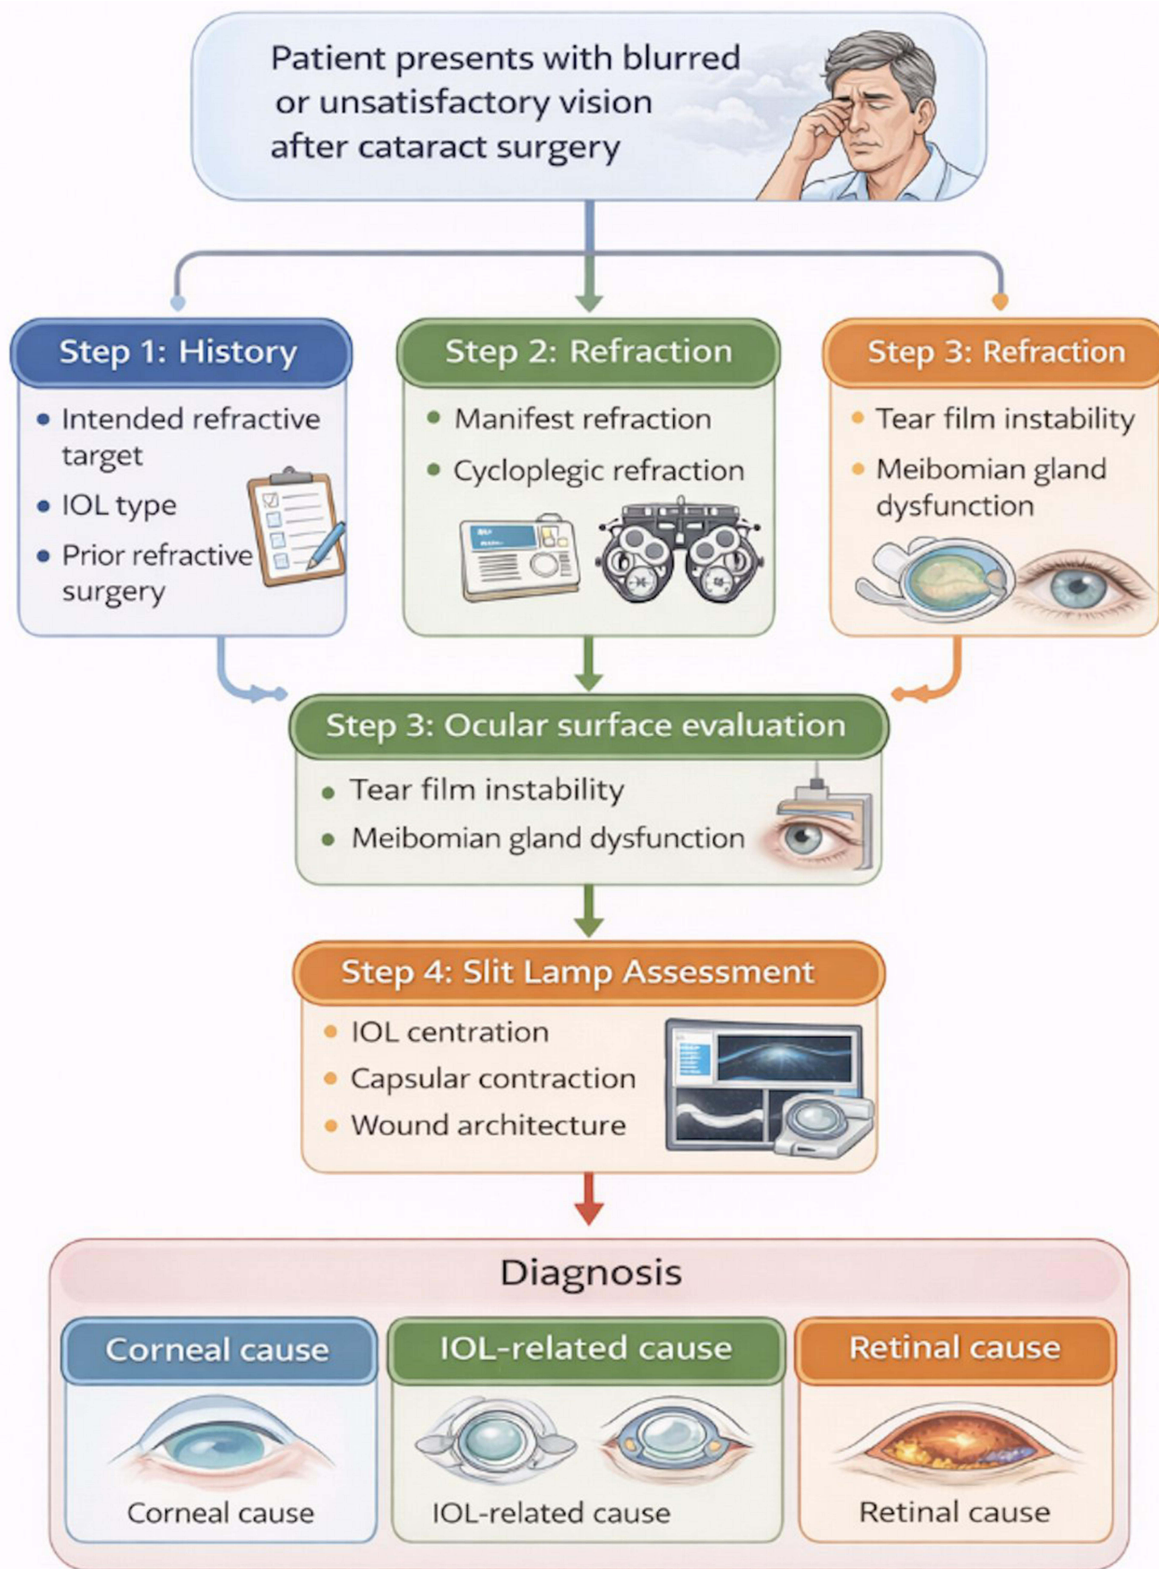 Patient presents with blurred
or unsatisfactory vision
after cataract surgery
Step 1: History
• Intended refractive
target
• IOL type
• Prior refractive
surgery
Step 2: Refraction
• Manifest refraction
• Cycloplegic refraction
Step 3: Refraction
• Tear film instability
• Meibomian gland
dysfunction
Step 3: Ocular surface evaluation
• Tear film instability
• Meibomian gland dysfunction
Step 4: Slit Lamp Assessment
• IOL centration
• Capsular contraction
• Wound architecture
Diagnosis
Corneal cause
Corneal cause
IOL-related cause
IOL-related cause
Retinal cause
Retinal cause